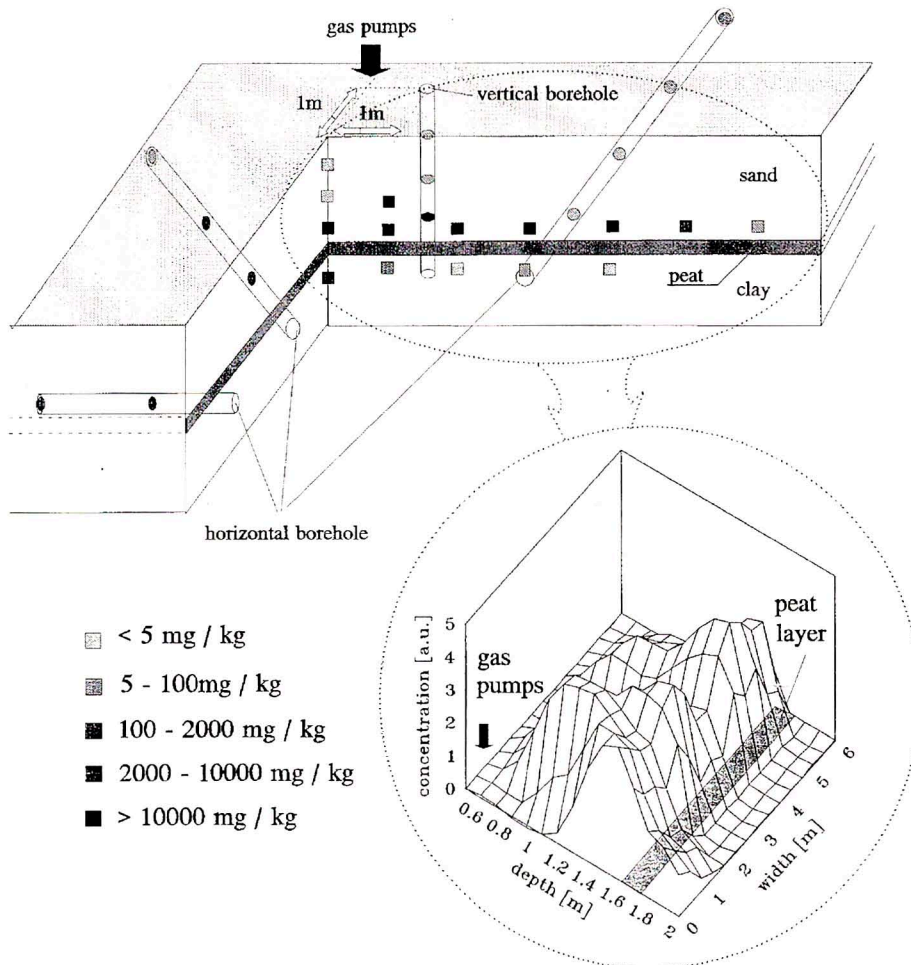 gas pumps
1m
1m
vertical borehole
sand
peat
clay
horizontal borehole
< 5 mg / kg
5 - 100mg / kg
100 - 2000 mg / kg
2000 - 10000 mg / kg
> 10000 mg / kg
peat
layer
gas
pumps
concentration [a.u.]
5
4
3
2
1
0
0.6 0.8 1 1.2 1.4 1.6 1.8 2
depth [m]
0 1 2 3 4 5 6
width [m]